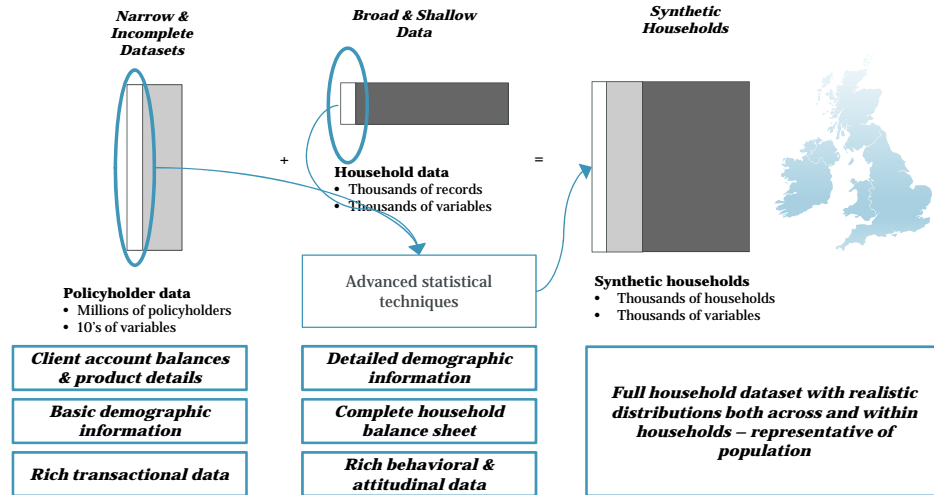 Narrow &
Incomplete
Datasets
Broad & Shallow
Data
Synthetic
Households
+
=
Household data
• Thousands of records
• Thousands of variables
Advanced statistical
techniques
Policyholder data
• Millions of policyholders
• 10's of variables
Synthetic households
• Thousands of households
• Thousands of variables
Client account balances
& product details
Basic demographic
information
Rich transactional data
Detailed demographic
information
Complete household
balance sheet
Rich behavioral &
attitudinal data
Full household dataset with realistic
distributions both across and within
households – representative of
population